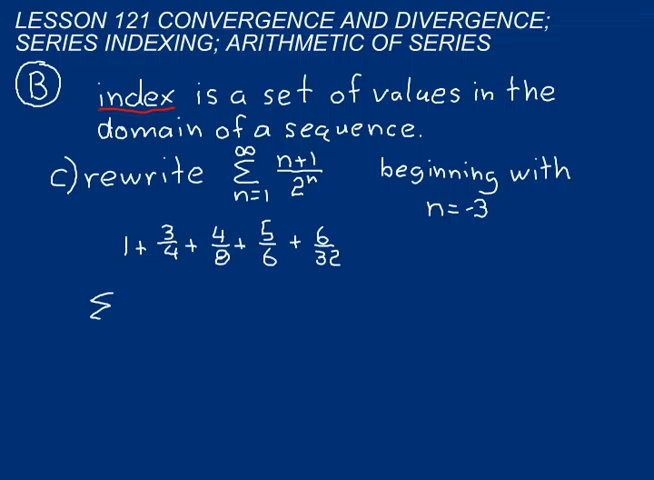 LESSON 121 CONVERGENCE AND DIVERGENCE;
SERIES INDEXING; ARITHMETIC OF SERIES
B index is a set of values in the
domain of a sequence.
c) rewrite ∑_{n=1}^{∞} (n+1)/2^n beginning with
n=-3
1 + 3/4 + 4/8 + 5/6 + 6/32
∑